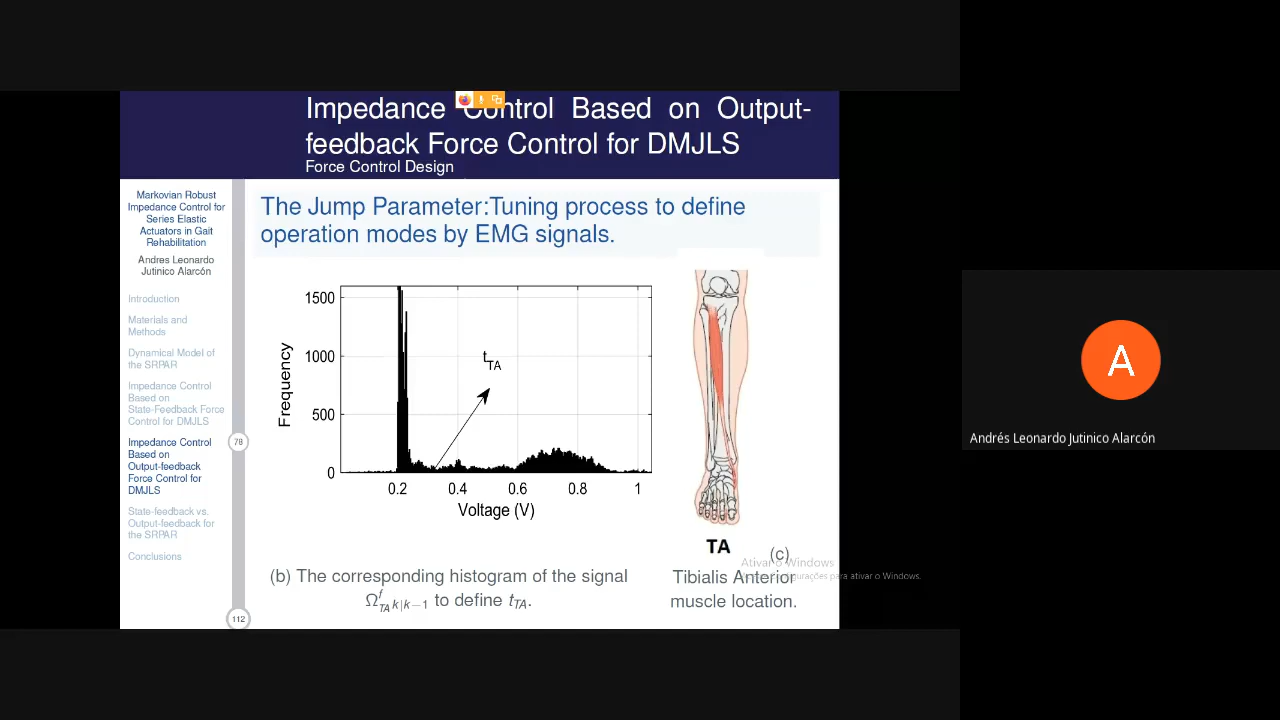 Impedance Control Based on Output-
feedback Force Control for DMJLS
Force Control Design
Markovian Robust
Impedance Control for
Series Elastic
Actuators in Gait
Rehabilitation
Andres Leonardo
Jutinico Alarcón
Introduction
Materials and
Methods
Dynamical Model of
the SRPAR
Impedance Control
Based on
State-Feedback Force
Control for DMJLS
Impedance Control
Based on
Output-feedback
Force Control for
DMJLS
State-feedback vs.
Output-feedback for
the SRPAR
Conclusions
78
112
The Jump Parameter:Tuning process to define
operation modes by EMG signals.
1500
1000
500
0
Frequency
tTA
0.2 0.4 0.6 0.8 1
Voltage (V)
(b) The corresponding histogram of the signal
Ω^f_TA k|k−1 to define tTA.
TA
(c)
Tibialis Anterior
muscle location.
Ativar o Windows
para ativar o Windows.
A
Andrés Leonardo Jutinico Alarcón